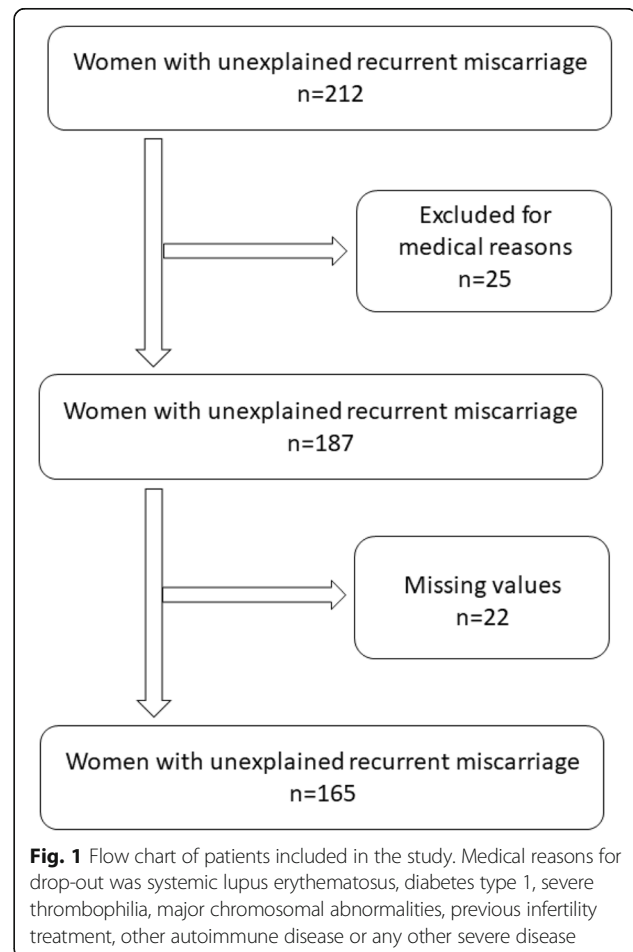 Women with unexplained recurrent miscarriage
n=212
Excluded for
medical reasons
n=25
Women with unexplained recurrent miscarriage
n=187
Missing values
n=22
Women with unexplained recurrent miscarriage
n=165
Fig. 1 Flow chart of patients included in the study. Medical reasons for
drop-out was systemic lupus erythematosus, diabetes type 1, severe
thrombophilia, major chromosomal abnormalities, previous infertility
treatment, other autoimmune disease or any other severe disease